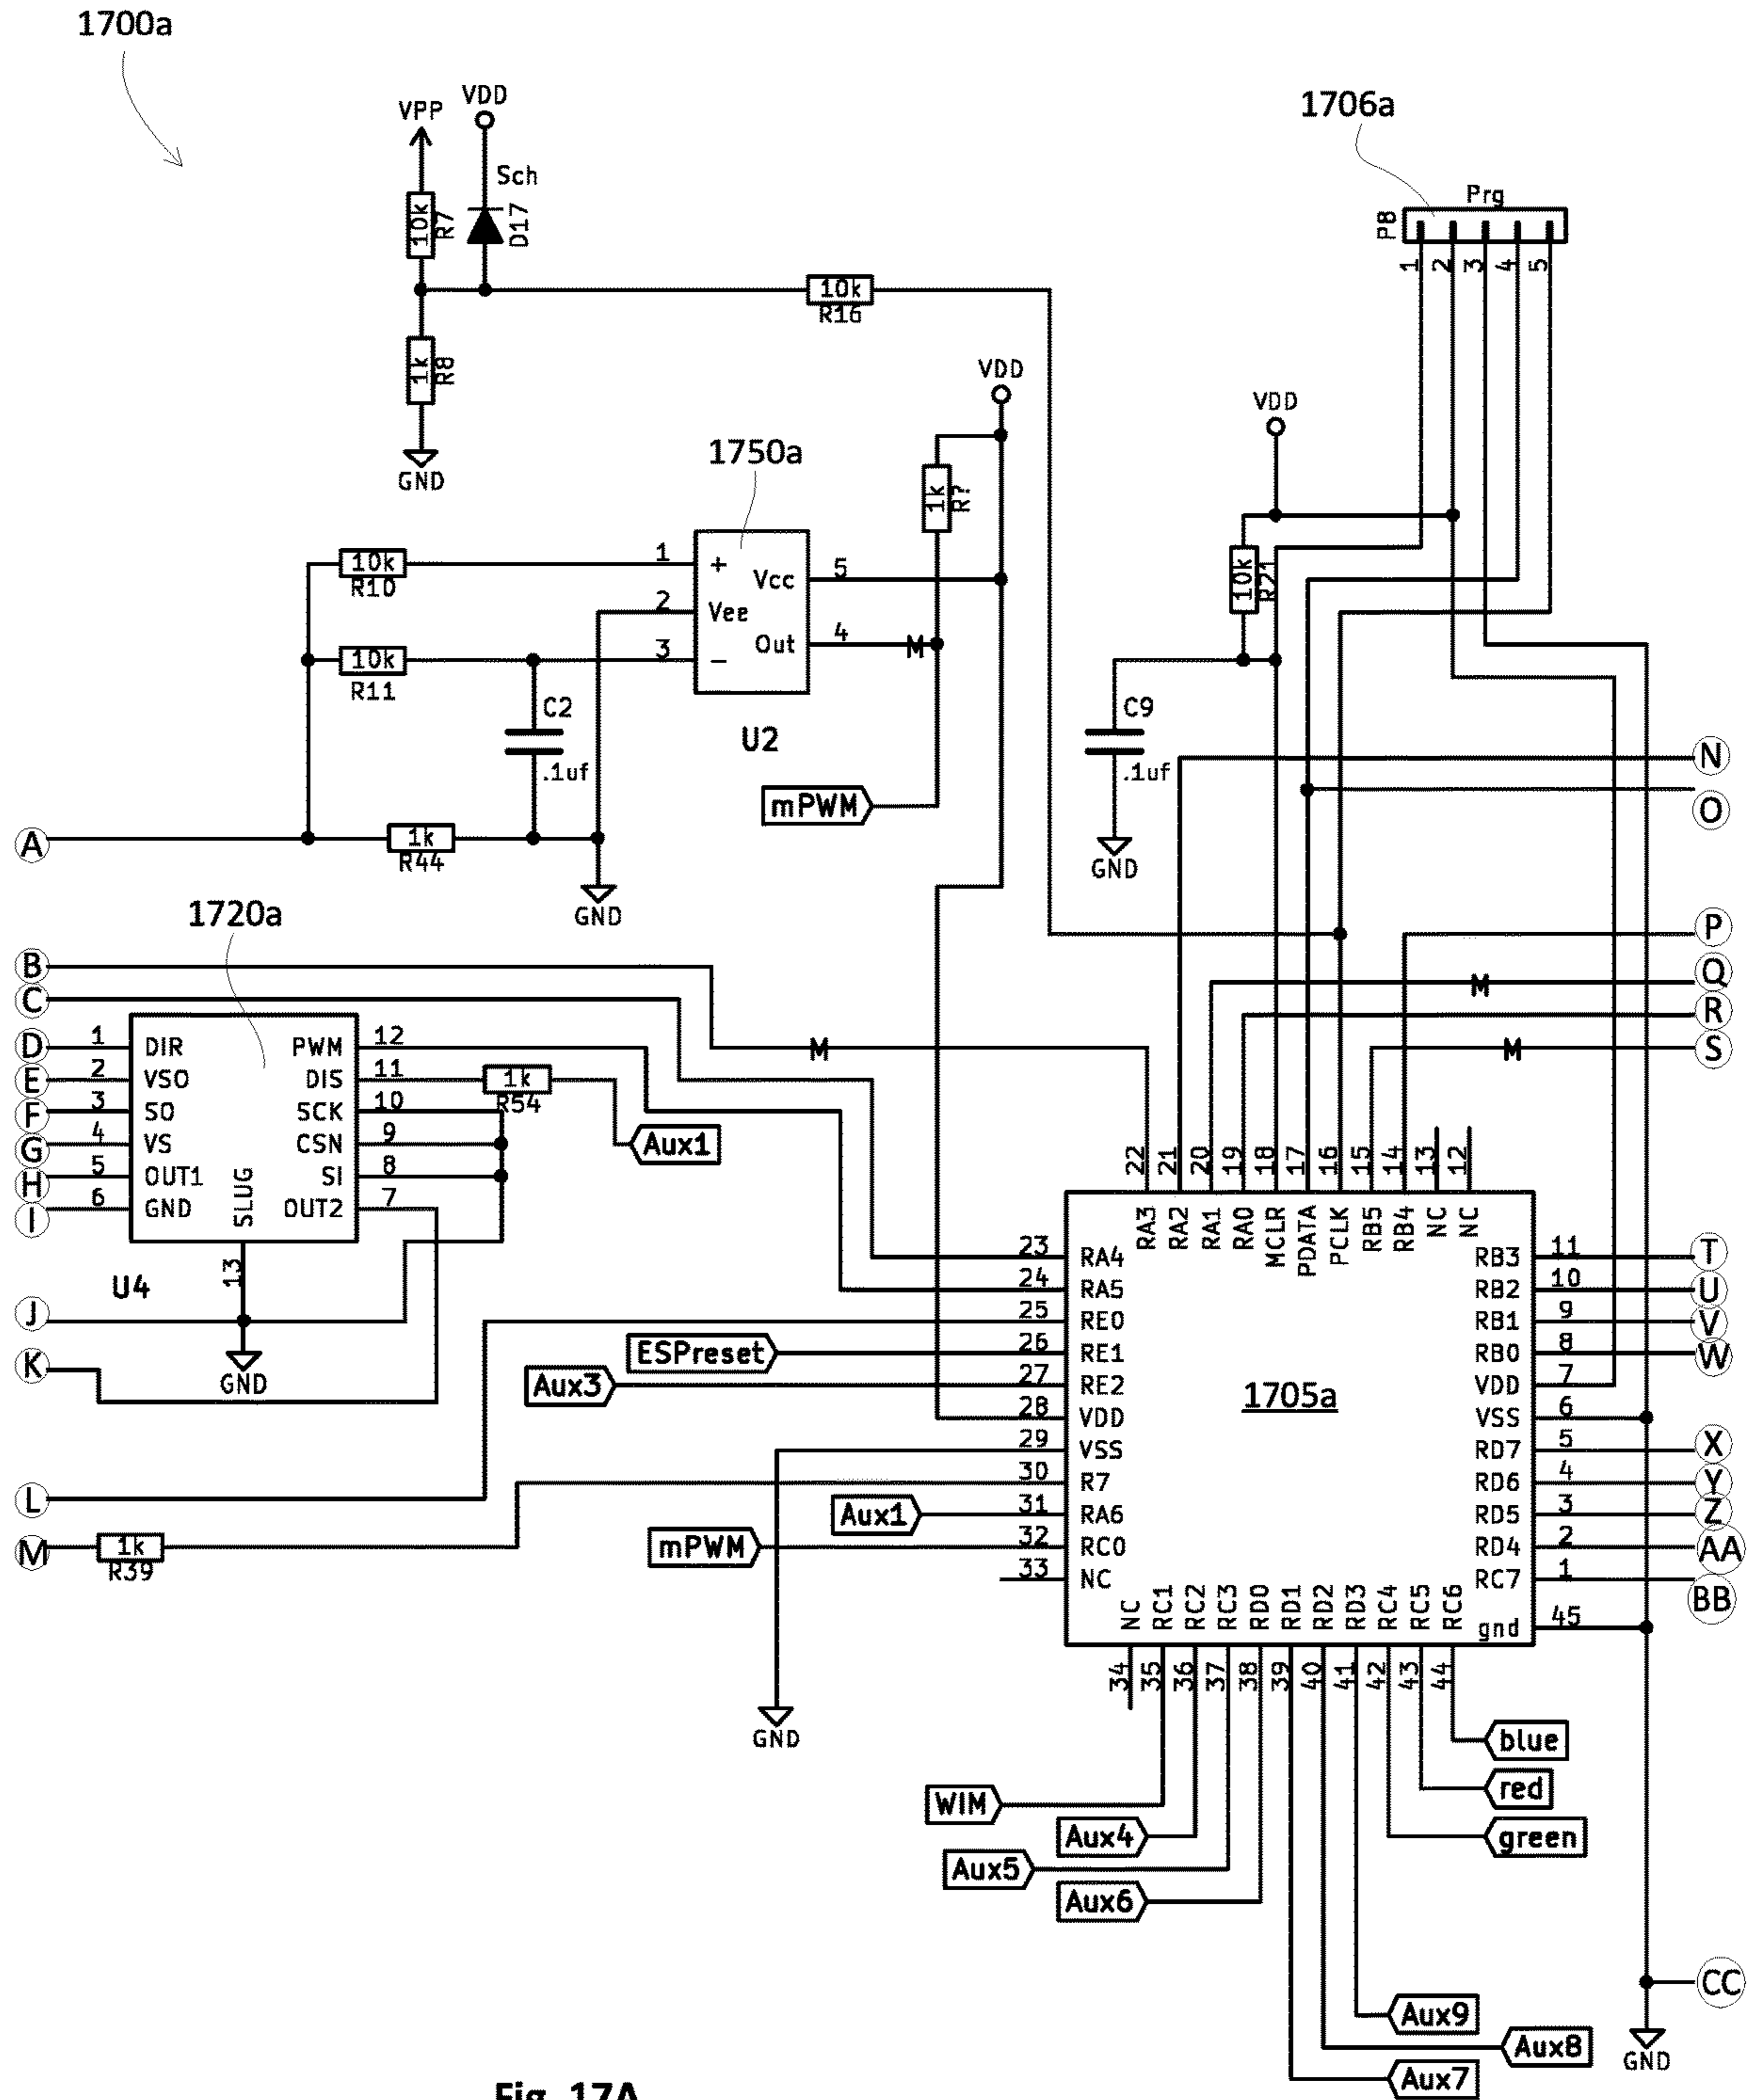 1700a
1706a
VPP
VDD
Sch
10k
R7
D17
Prg
P8
1 2 3 4 5
10k
R16
1k
R8
GND
VDD
VDD
1750a
1k
R?
10k
R10
1
+
Vcc
5
2
Vee
10k
R21
10k
R11
3
−
Out
4
M
C2
.1uf
U2
C9
.1uf
mPWM
N
O
A
1k
R44
GND
GND
1720a
P
B
Q
M
C
R
D
1
DIR
PWM
12
M
M
S
E
2
VSO
DIS
11
1k
R54
F
3
SO
SCK
10
G
4
VS
CSN
9
Aux1
H
5
OUT1
SI
8
I
6
GND
SLUG
OUT2
7
22 21 20 19 18 17 16 15 14 13 12
RA3 RA2 RA1 RA0 MCLR PDATA PCLK RB5 RB4 NC NC
U4
13
GND
J
K
L
M
1k
R39
23 RA4
24 RA5
25 RE0
ESPreset
26 RE1
Aux3
27 RE2
28 VDD
29 VSS
30 R7
Aux1
31 RA6
mPWM
32 RC0
33 NC
1705a
RB3 11 T
RB2 10 U
RB1 9 V
RB0 8 W
VDD 7
VSS 6
RD7 5 X
RD6 4 Y
RD5 3 Z
RD4 2 AA
RC7 1 BB
gnd 45
NC RC1 RC2 RC3 RD0 RD1 RD2 RD3 RC4 RC5 RC6
34 35 36 37 38 39 40 41 42 43 44
GND
blue
red
green
WIM
Aux4
Aux5
Aux6
CC
Aux9
Aux8
Aux7
GND
Fig. 17A